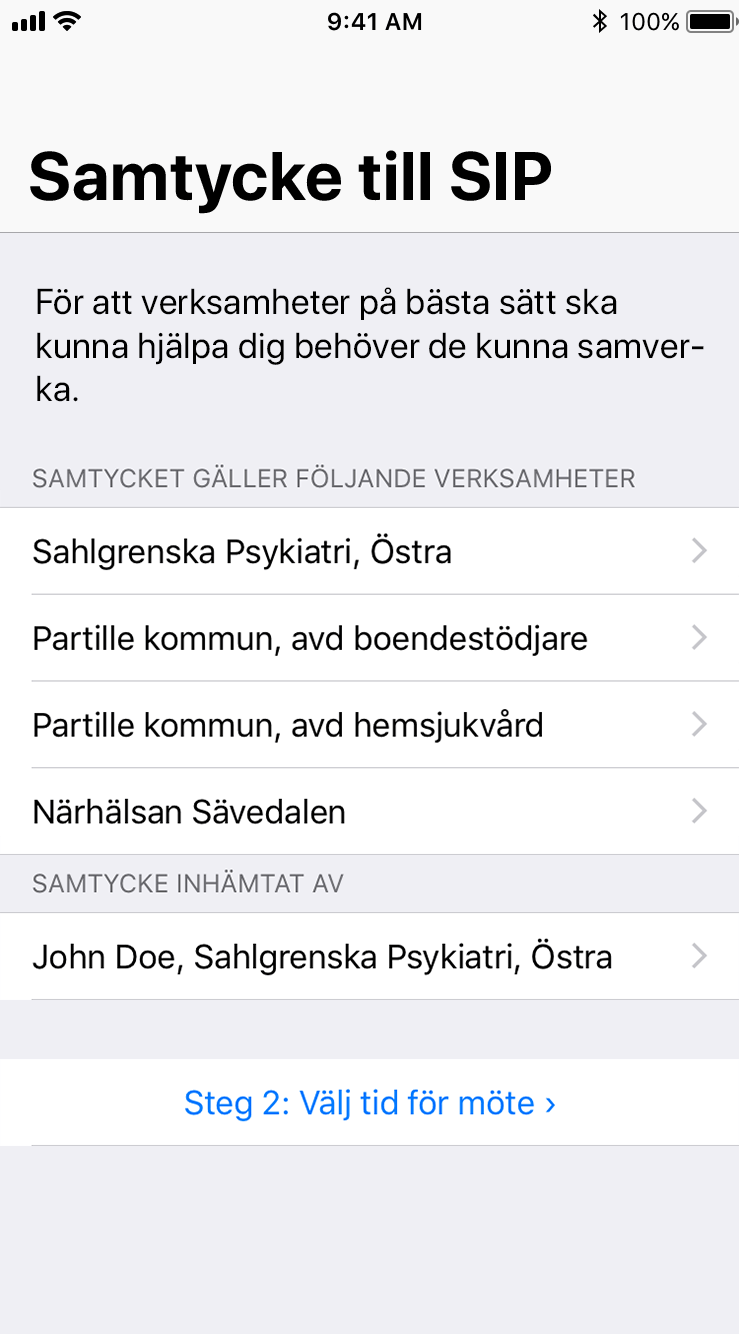 9:41 AM
100%
Samtycke till SIP
För att verksamheter på bästa sätt ska
kunna hjälpa dig behöver de kunna samver-
ka.
SAMTYCKET GÄLLER FÖLJANDE VERKSAMHETER
Sahlgrenska Psykiatri, Östra
Partille kommun, avd boendestödjare
Partille kommun, avd hemsjukvård
Närhälsan Sävedalen
SAMTYCKE INHÄMTAT AV
John Doe, Sahlgrenska Psykiatri, Östra
Steg 2: Välj tid för möte ›